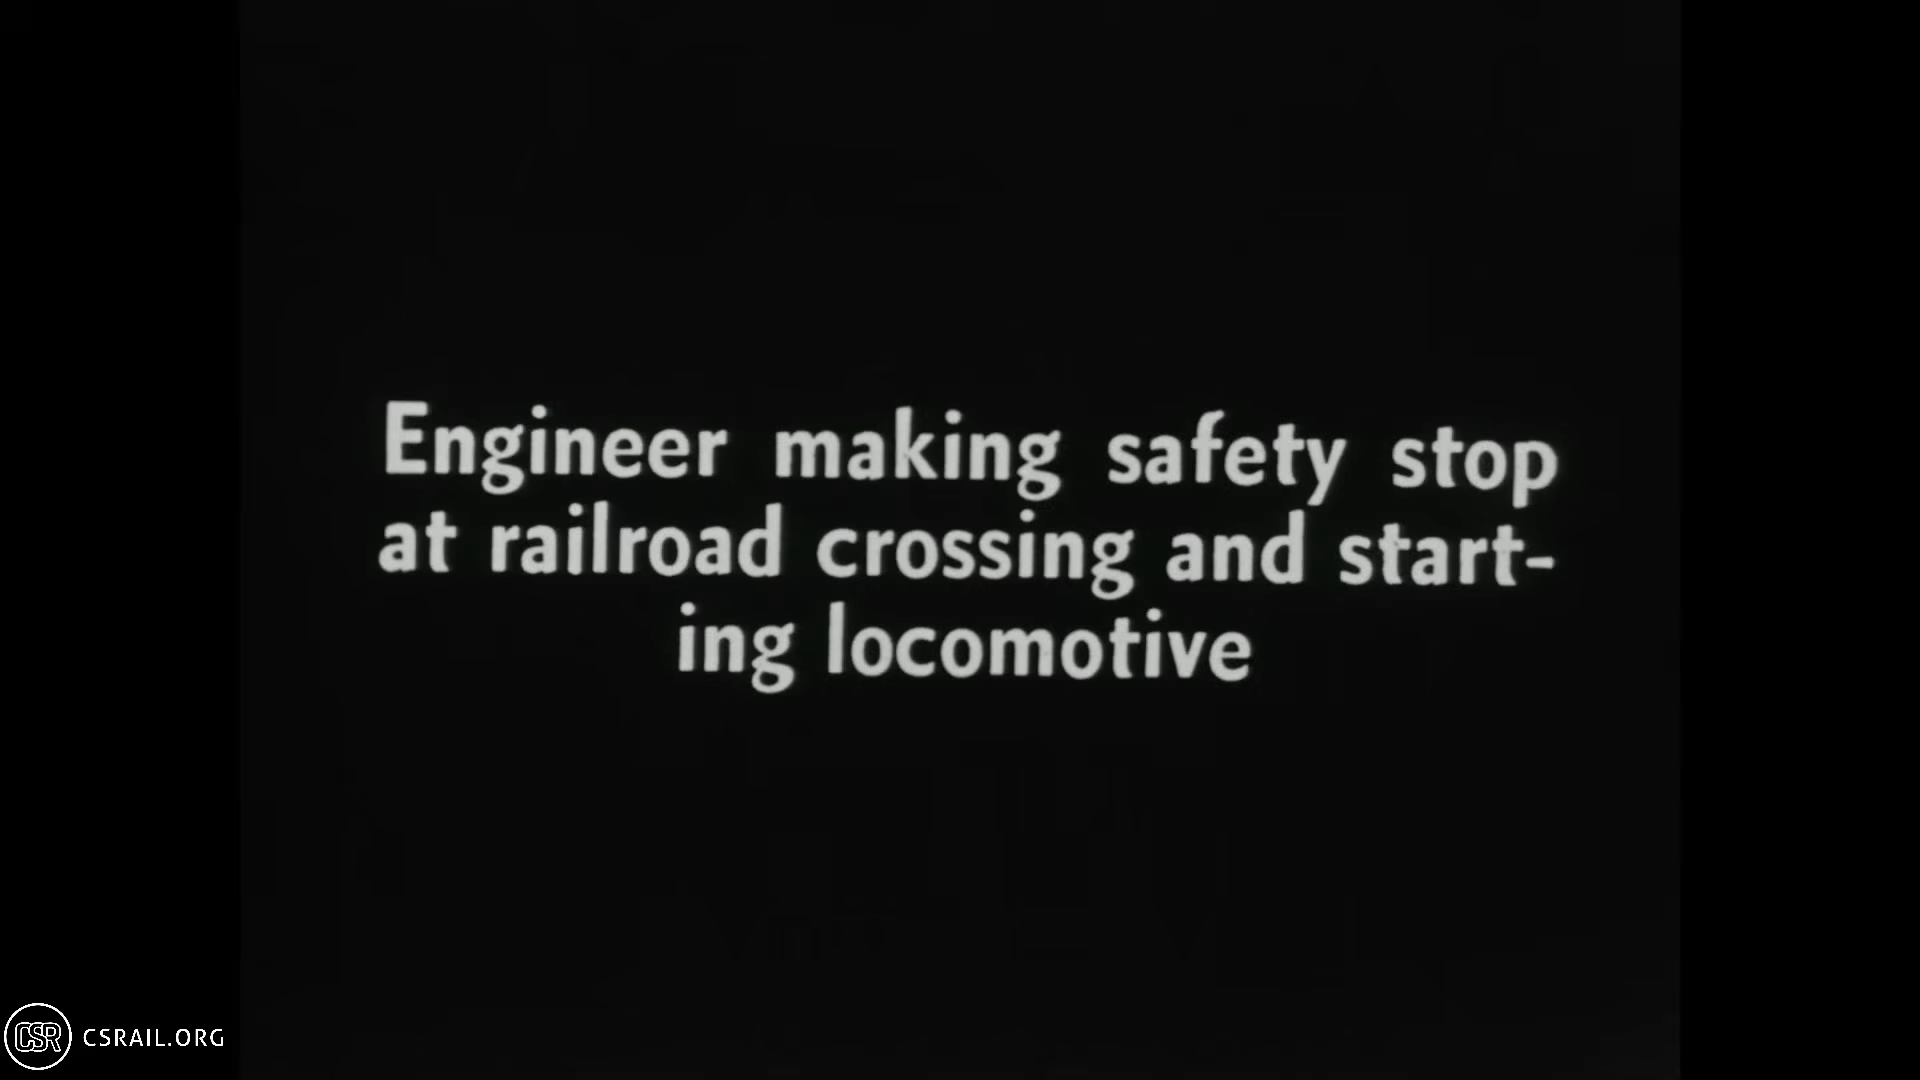 Engineer making safety stop
at railroad crossing and start-
ing locomotive
CSR CSRAIL.ORG